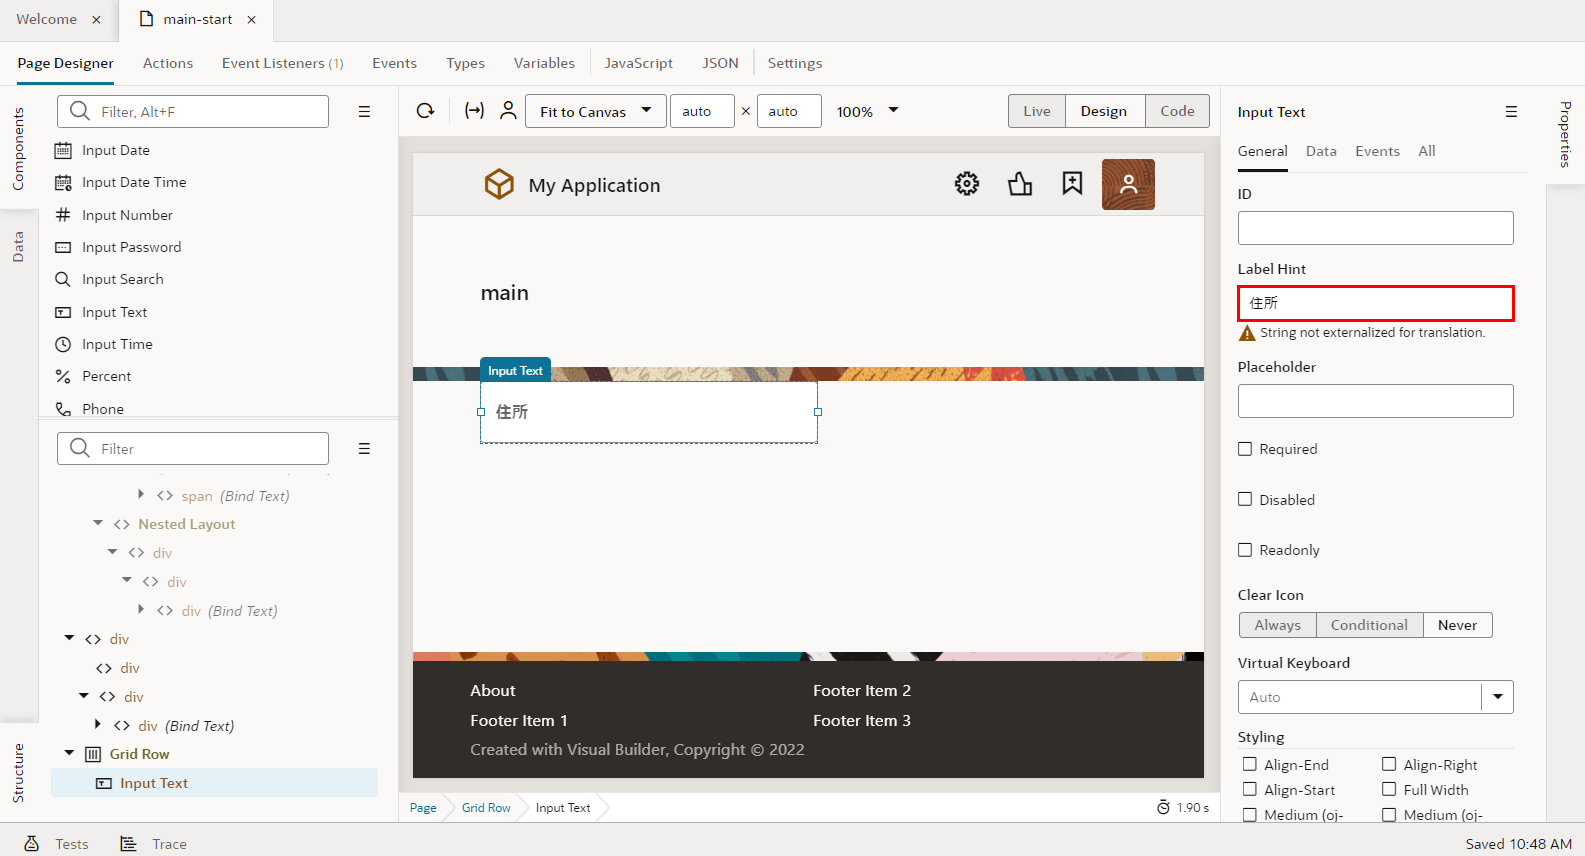 Welcome ×
main-start ×
Page Designer Actions Event Listeners (1) Events Types Variables JavaScript JSON Settings
Components
Data
Structure
Filter, Alt+F
Input Date
Input Date Time
Input Number
Input Password
Input Search
Input Text
Input Time
Percent
Phone
Filter
span (Bind Text)
Nested Layout
div
div
div (Bind Text)
div
div
div
div (Bind Text)
Grid Row
Input Text
Fit to Canvas auto × auto 100%
Live Design Code
My Application
main
Input Text
住所
About
Footer Item 2
Footer Item 1
Footer Item 3
Created with Visual Builder, Copyright © 2022
Page Grid Row Input Text
1.90 s
Input Text
Properties
General Data Events All
ID
Label Hint
住所
String not externalized for translation.
Placeholder
Required
Disabled
Readonly
Clear Icon
Always Conditional Never
Virtual Keyboard
Auto
Styling
Align-End Align-Right
Align-Start Full Width
Medium (oj- Medium (oj-
Tests Trace
Saved 10:48 AM